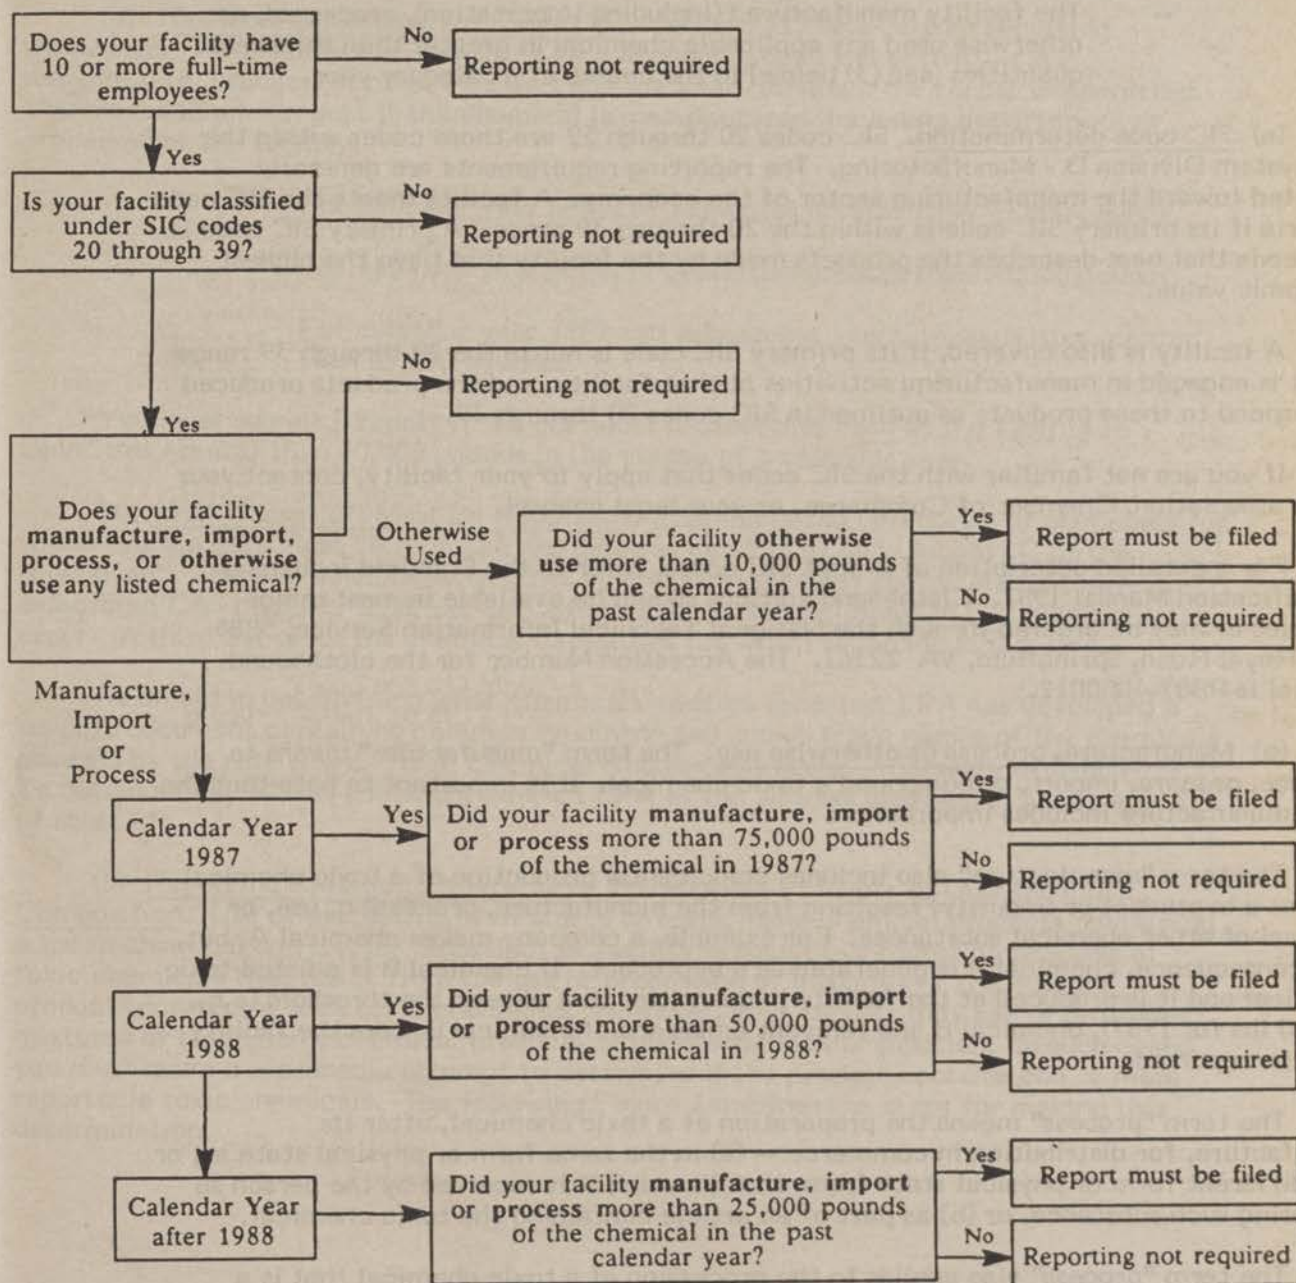 Does your facility have
10 or more full-time
employees?
No
Reporting not required
Yes
Is your facility classified
under SIC codes
20 through 39?
No
Reporting not required
No
Reporting not required
Yes
Does your facility
manufacture, import,
process, or otherwise
use any listed chemical?
Otherwise
Used
Did your facility otherwise
use more than 10,000 pounds
of the chemical in the
past calendar year?
Yes
Report must be filed
No
Reporting not required
Manufacture,
Import
or
Process
Calendar Year
1987
Yes
Did your facility manufacture, import
or process more than 75,000 pounds
of the chemical in 1987?
Yes
Report must be filed
No
Reporting not required
Calendar Year
1988
Yes
Did your facility manufacture, import
or process more than 50,000 pounds
of the chemical in 1988?
Yes
Report must be filed
No
Reporting not required
Calendar Year
after 1988
Did your facility manufacture, import
or process more than 25,000 pounds
of the chemical in the past
calendar year?
Yes
Report must be filed
No
Reporting not required